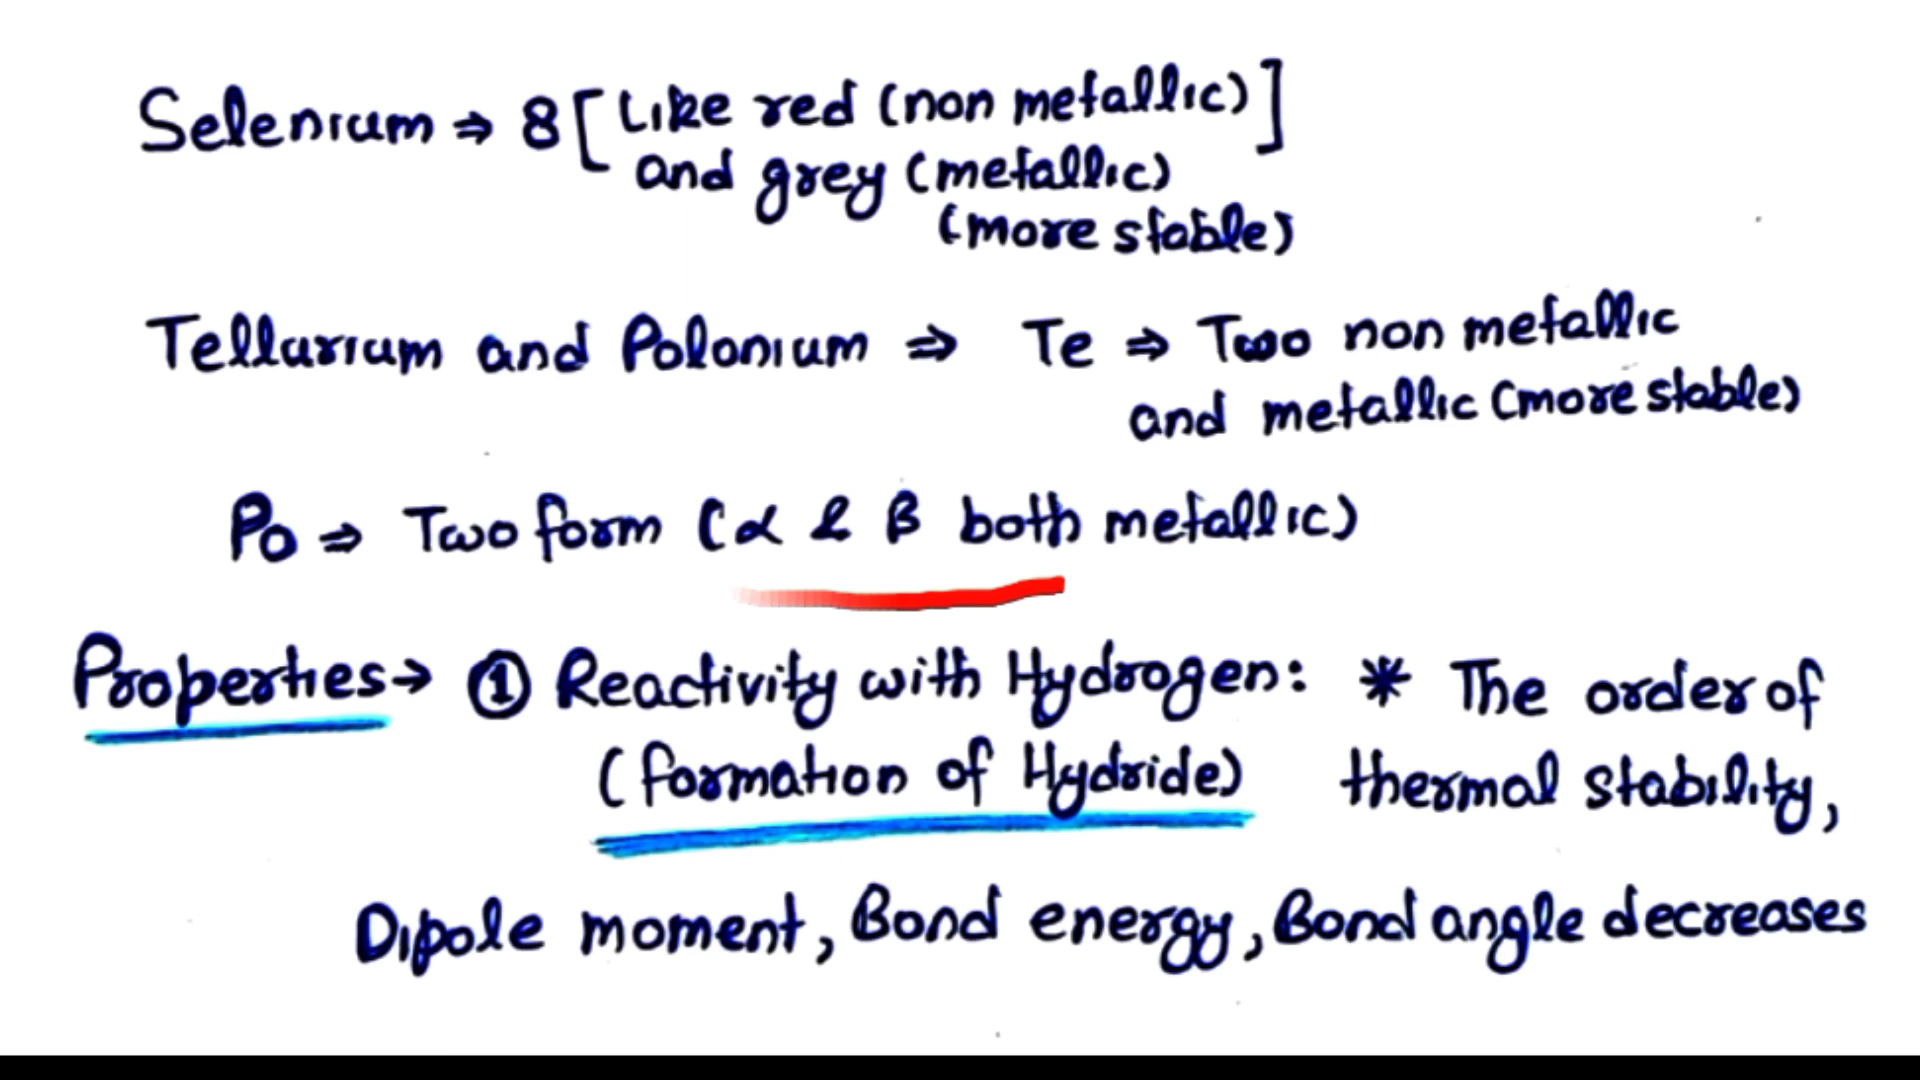 Selenium ⇒ 8 [Like red (non metallic)]
and grey (metallic)
(more stable)
Tellurium and Polonium ⇒ Te ⇒ Two non metallic
and metallic (more stable)
Po ⇒ Two form (α & β both metallic)
Properties → ① Reactivity with Hydrogen: * The order of
(formation of Hydride) thermal stability,
Dipole moment, Bond energy, Bond angle decreases